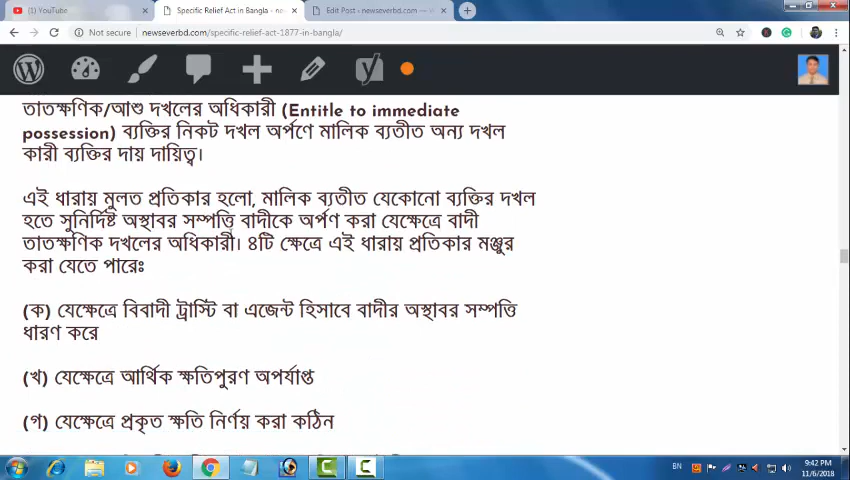 (1) YouTube
Specific Relief Act in Bangla - new
Edit Post - newseverbd.com —
Not secure | newseverbd.com/specific-relief-act-1877-in-bangla/
তাতক্ষণিক/আশু দখলের অধিকারী (Entitle to immediate
possession) ব্যক্তির নিকট দখল অর্পণে মালিক ব্যতীত অন্য দখল
কারী ব্যক্তির দায় দায়িত্ব।
এই ধারায় মুলত প্রতিকার হলো, মালিক ব্যতীত যেকোনো ব্যক্তির দখল
হতে সুনির্দিষ্ট অস্থাবর সম্পত্তি বাদীকে অর্পণ করা যেক্ষেত্রে বাদী
তাতক্ষণিক দখলের অধিকারী। ৪টি ক্ষেত্রে এই ধারায় প্রতিকার মঞ্জুর
করা যেতে পারেঃ
(ক) যেক্ষেত্রে বিবাদী ট্রাস্টি বা এজেন্ট হিসাবে বাদীর অস্থাবর সম্পত্তি
ধারণ করে
(খ) যেক্ষেত্রে আর্থিক ক্ষতিপুরণ অপর্যাপ্ত
(গ) যেক্ষেত্রে প্রকৃত ক্ষতি নির্ণয় করা কঠিন
BN
9:42 PM
11/6/2018